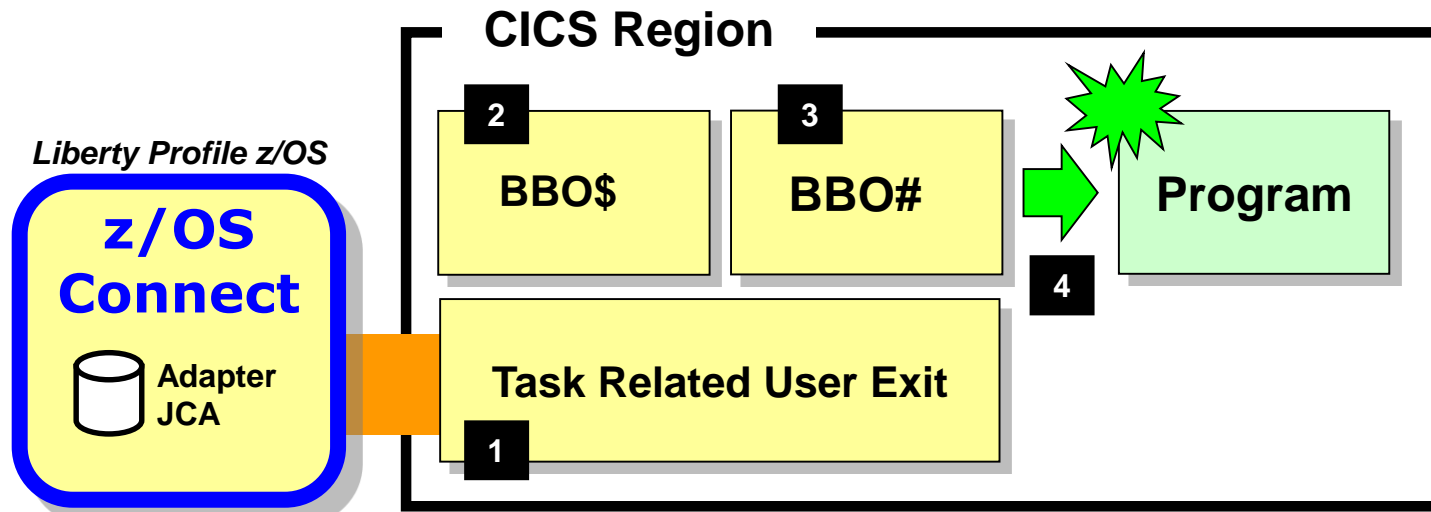 CICS Region
2
3
BBO$
BBO#
Program
4
Liberty Profile z/OS
z/OS
Connect
Adapter
JCA
Task Related User Exit
1